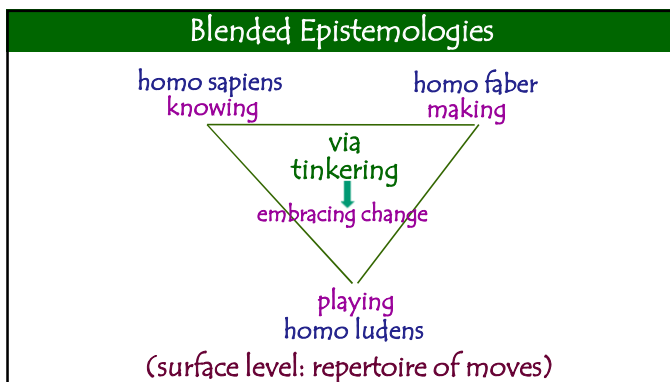 Blended Epistemologies
homo sapiens
knowing
homo faber
making
via
tinkering
embracing change
playing
homo ludens
(surface level: repertoire of moves)